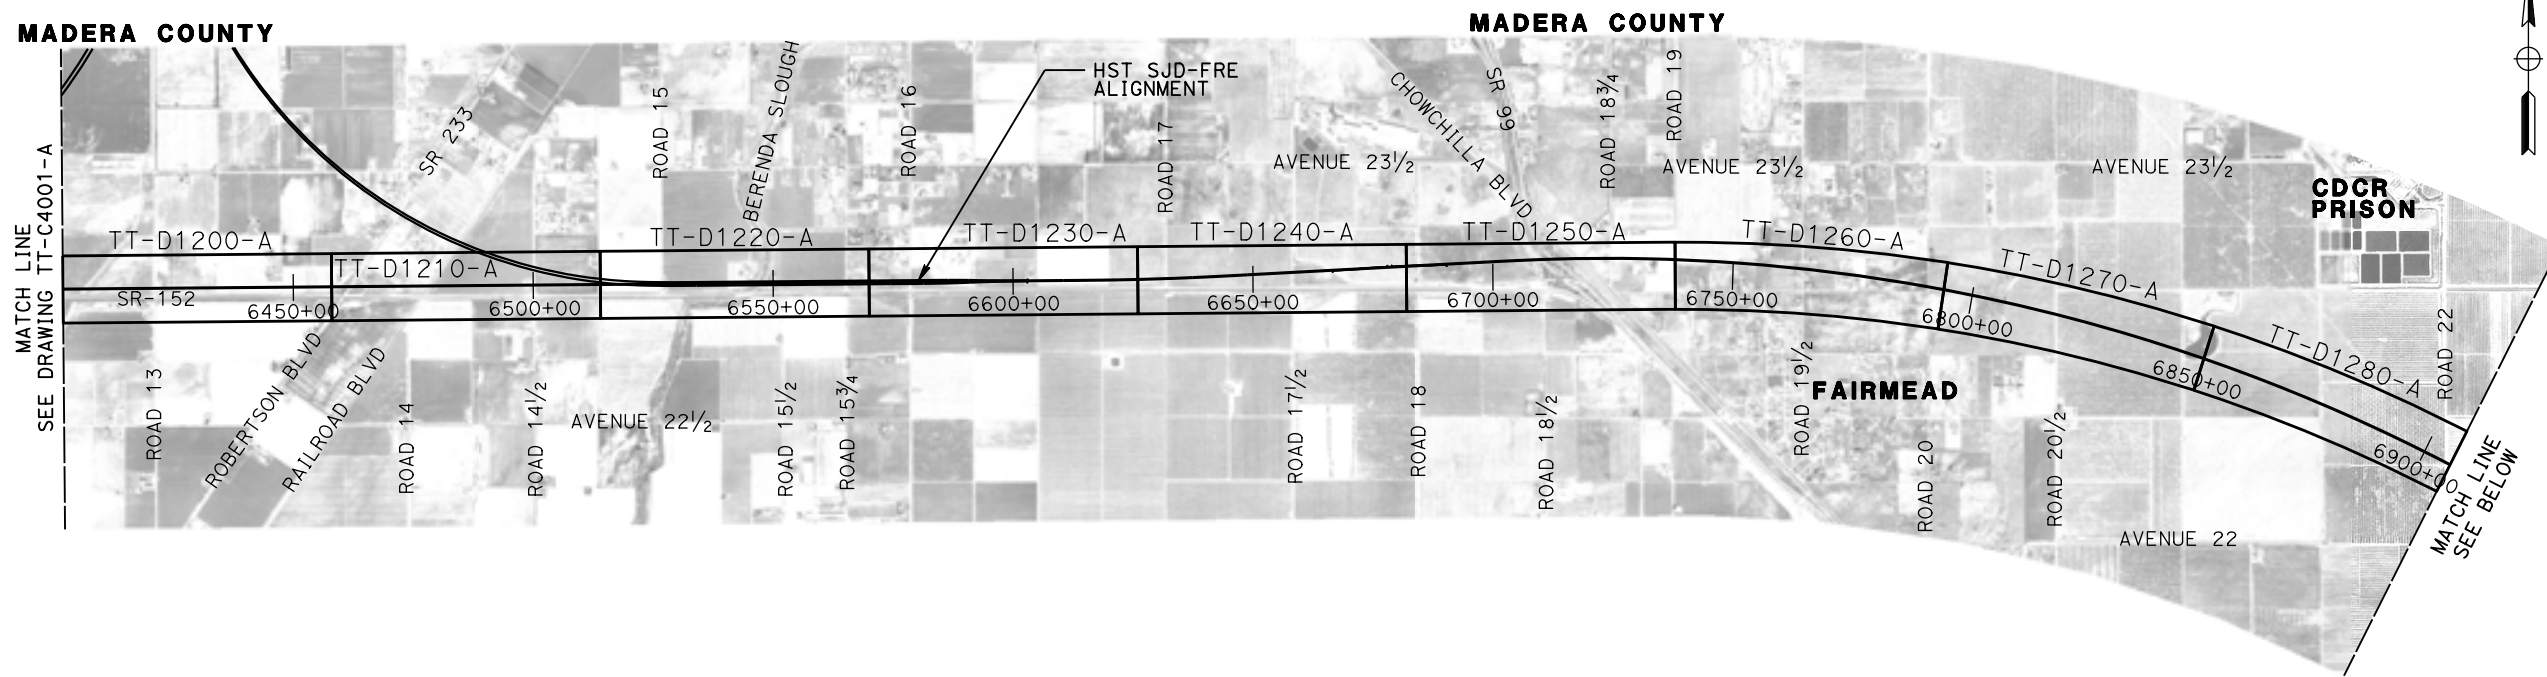 MADERA COUNTY
MADERA COUNTY
MATCH LINE
SEE DRAWING TT-C4001-A
SR 233
ROAD 15
BERENDA SLOUGH
ROAD 16
HST SJD-FRE
ALIGNMENT
ROAD 17
AVENUE 23½
CHOWCHILLA BLVD
SR 99
ROAD 18¾
ROAD 19
AVENUE 23½
AVENUE 23½
CDCR
PRISON
TT-D1200-A
TT-D1210-A
TT-D1220-A
TT-D1230-A
TT-D1240-A
TT-D1250-A
TT-D1260-A
TT-D1270-A
TT-D1280-A
SR-152
6450+00
6500+00
6550+00
6600+00
6650+00
6700+00
6750+00
6800+00
6850+00
6900+00
ROAD 13
ROBERTSON BLVD
RAILROAD BLVD
ROAD 14
ROAD 14½
AVENUE 22½
ROAD 15½
ROAD 15¾
ROAD 17½
ROAD 18
ROAD 18½
ROAD 19½
FAIRMEAD
ROAD 20
ROAD 20½
AVENUE 22
ROAD 22
MATCH LINE
SEE BELOW